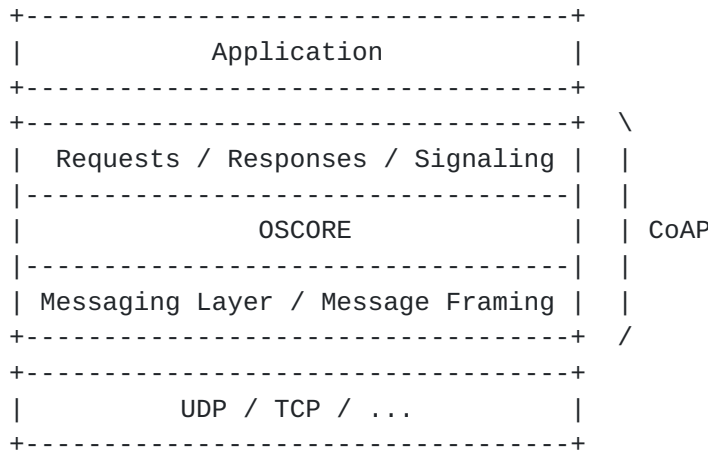 Application
Requests / Responses / Signaling
OSCORE
CoAP
Messaging Layer / Message Framing
UDP / TCP / ...